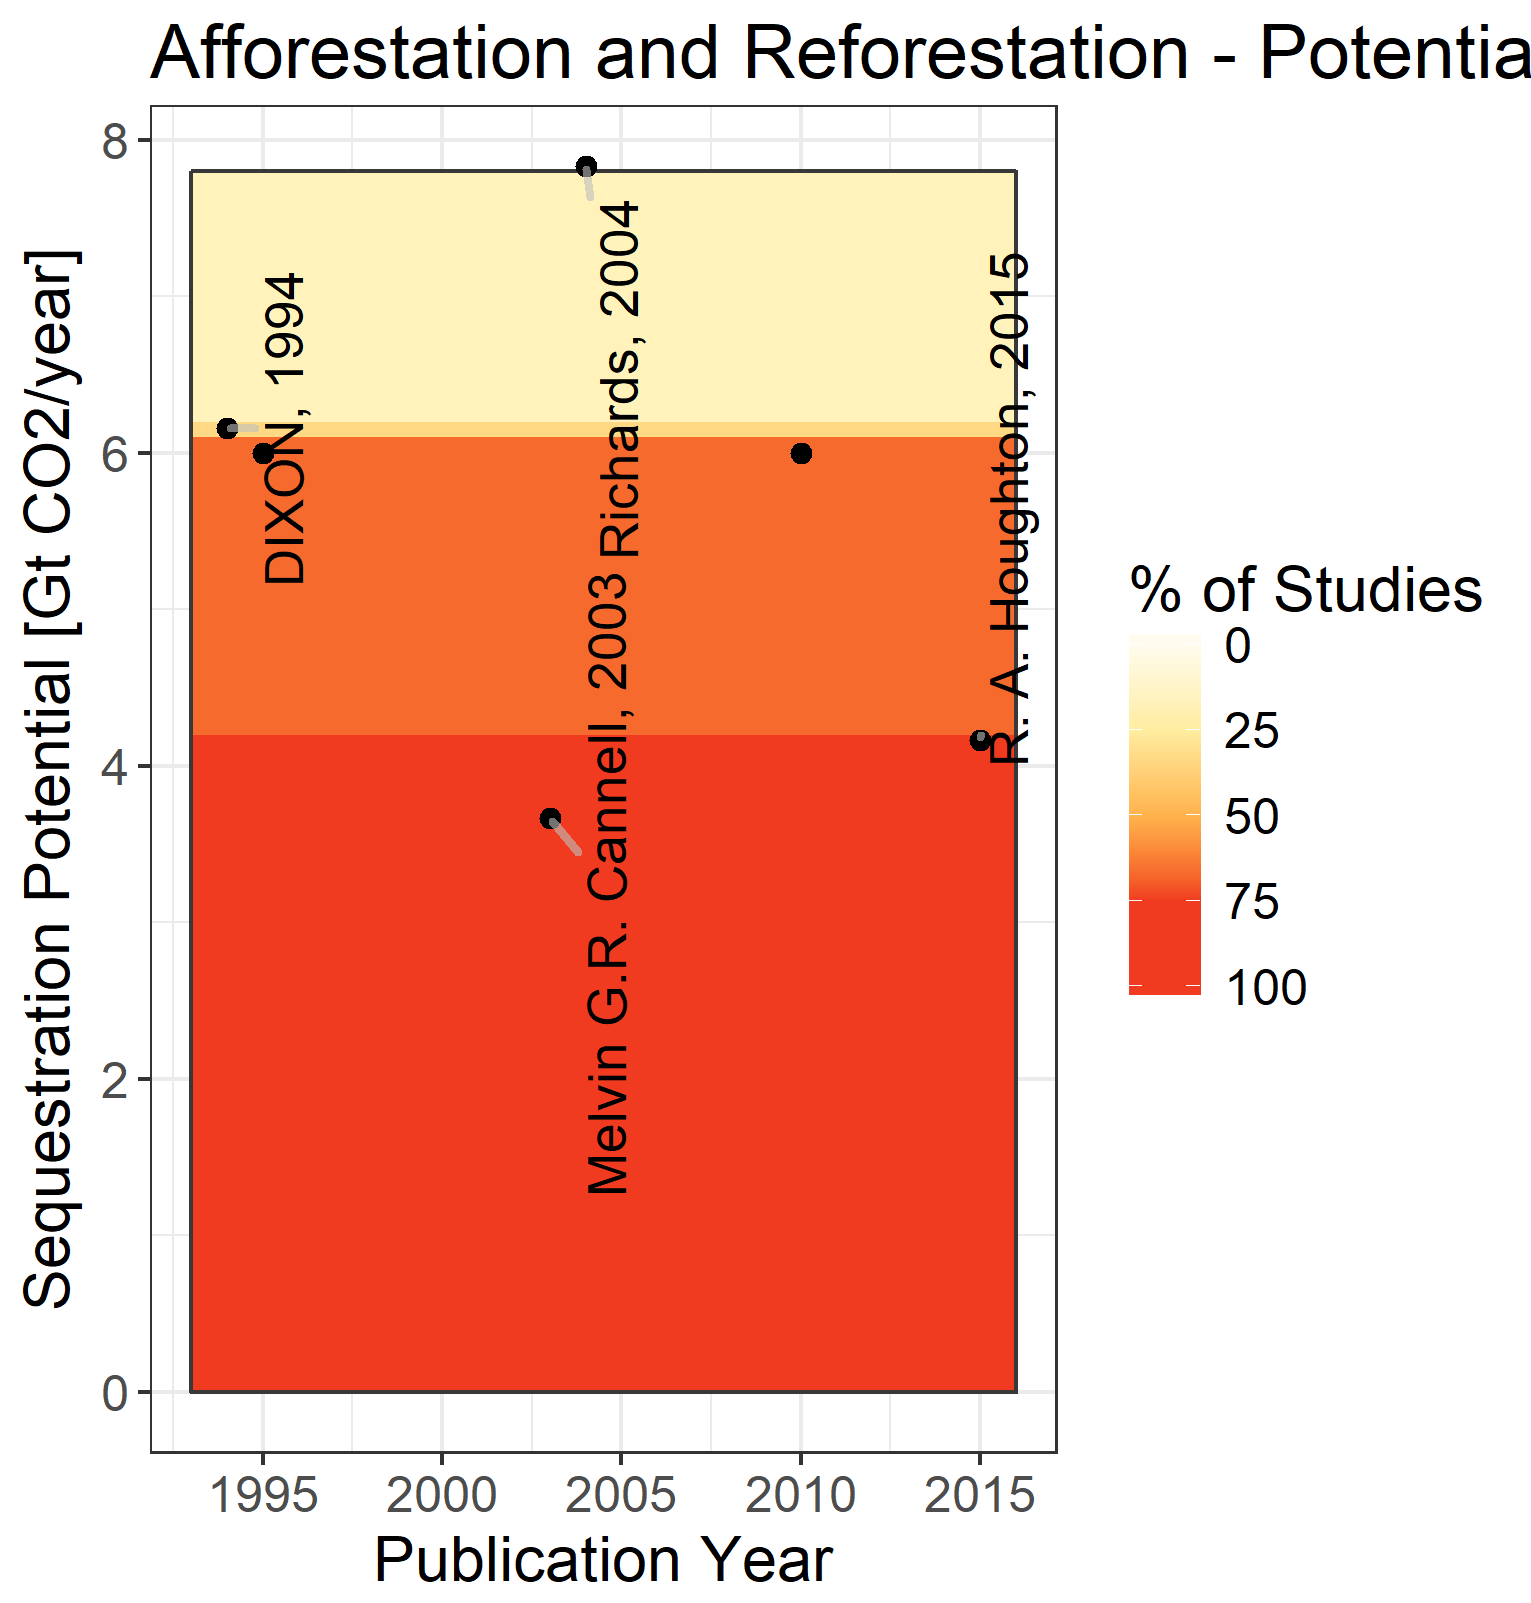 Afforestation and Reforestation - Potentia
Sequestration Potential [Gt CO2/year]
8
6
4
2
0
DIXON, 1994
Richards, 2004
Melvin G.R. Cannell, 2003
R. A. Houghton, 2015
1995
2000
2005
2010
2015
Publication Year
% of Studies
0
25
50
75
100